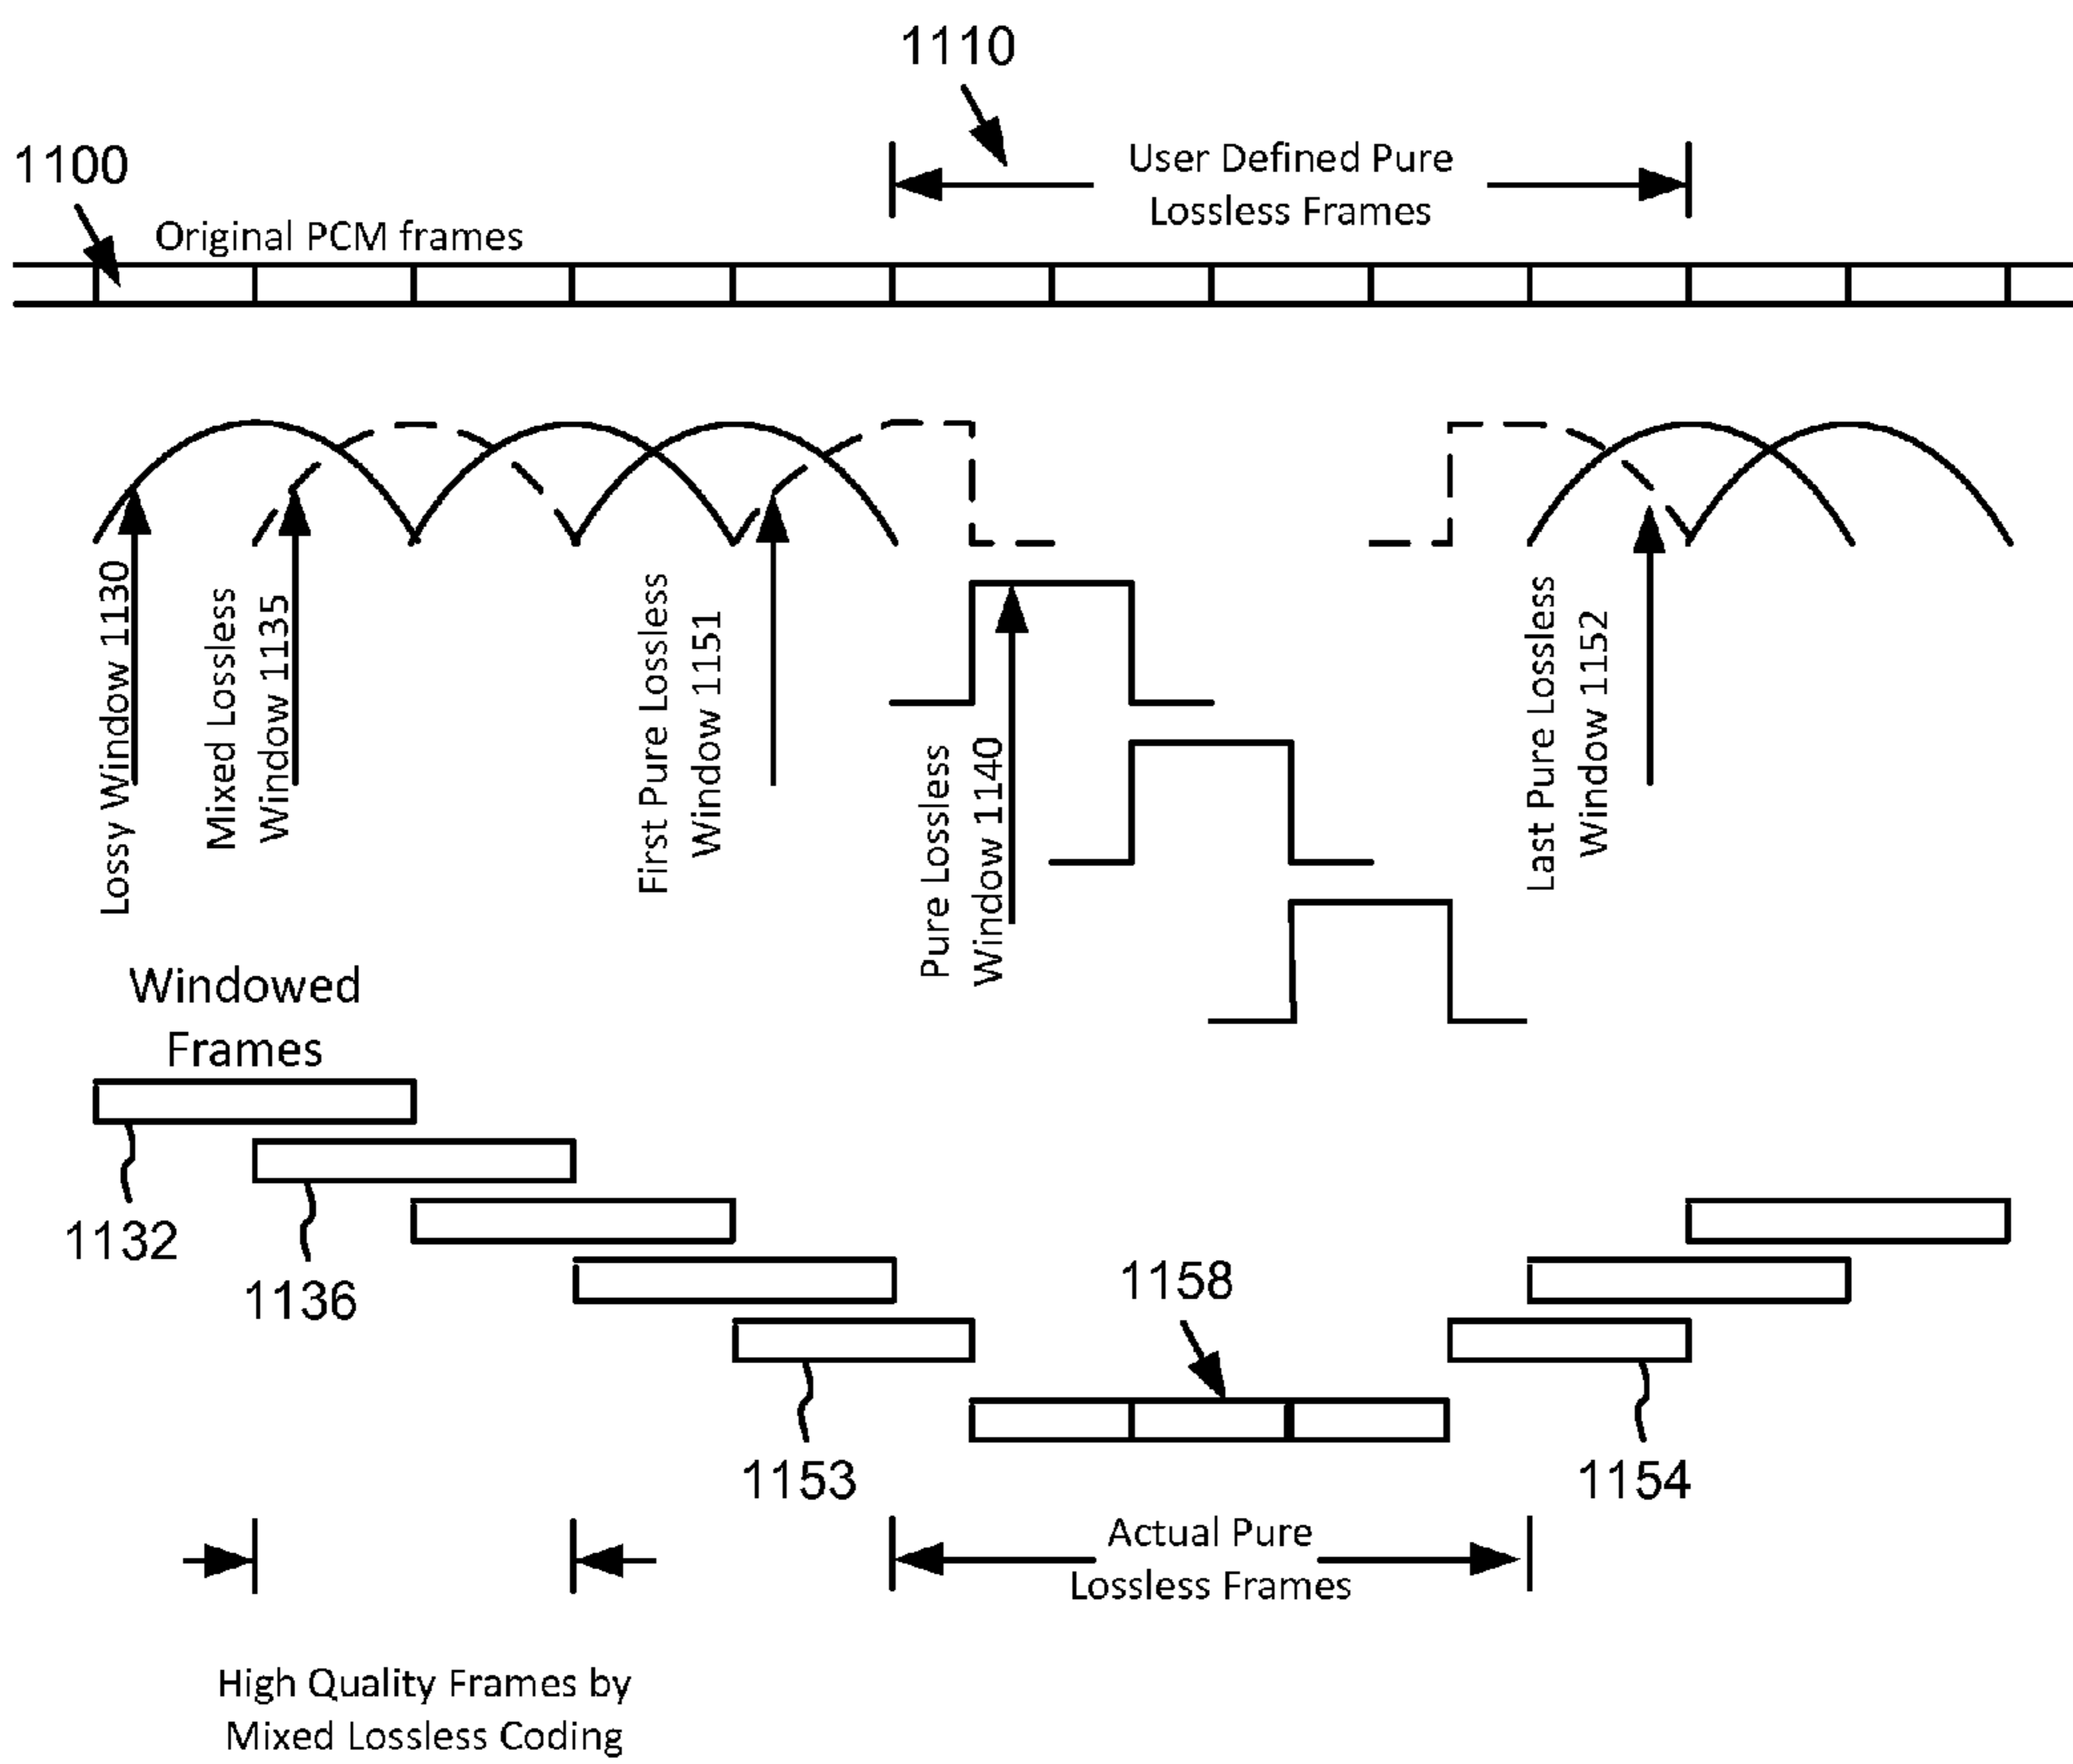 1110
User Defined Pure
Lossless Frames
1100
Original PCM frames
Lossy Window 1130
Mixed Lossless
Window 1135
First Pure Lossless
Window 1151
Pure Lossless
Window 1140
Last Pure Lossless
Window 1152
Windowed
Frames
1132
1136
1158
1153
1154
Actual Pure
Lossless Frames
High Quality Frames by
Mixed Lossless Coding